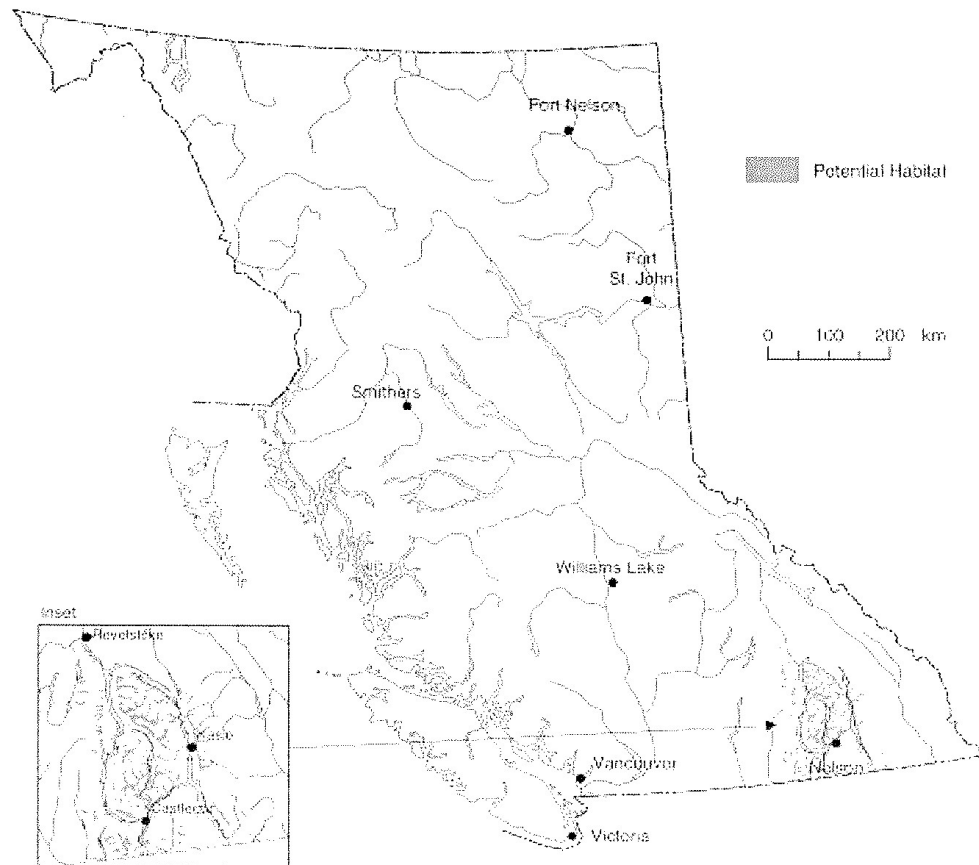 Fort Nelson
Potential Habitat
Fort
St. John
0 100 200 km
Smithers
Williams Lake
Inset
Revelstoke
Kaslo
Castlegar
Vancouver
Nelson
Victoria